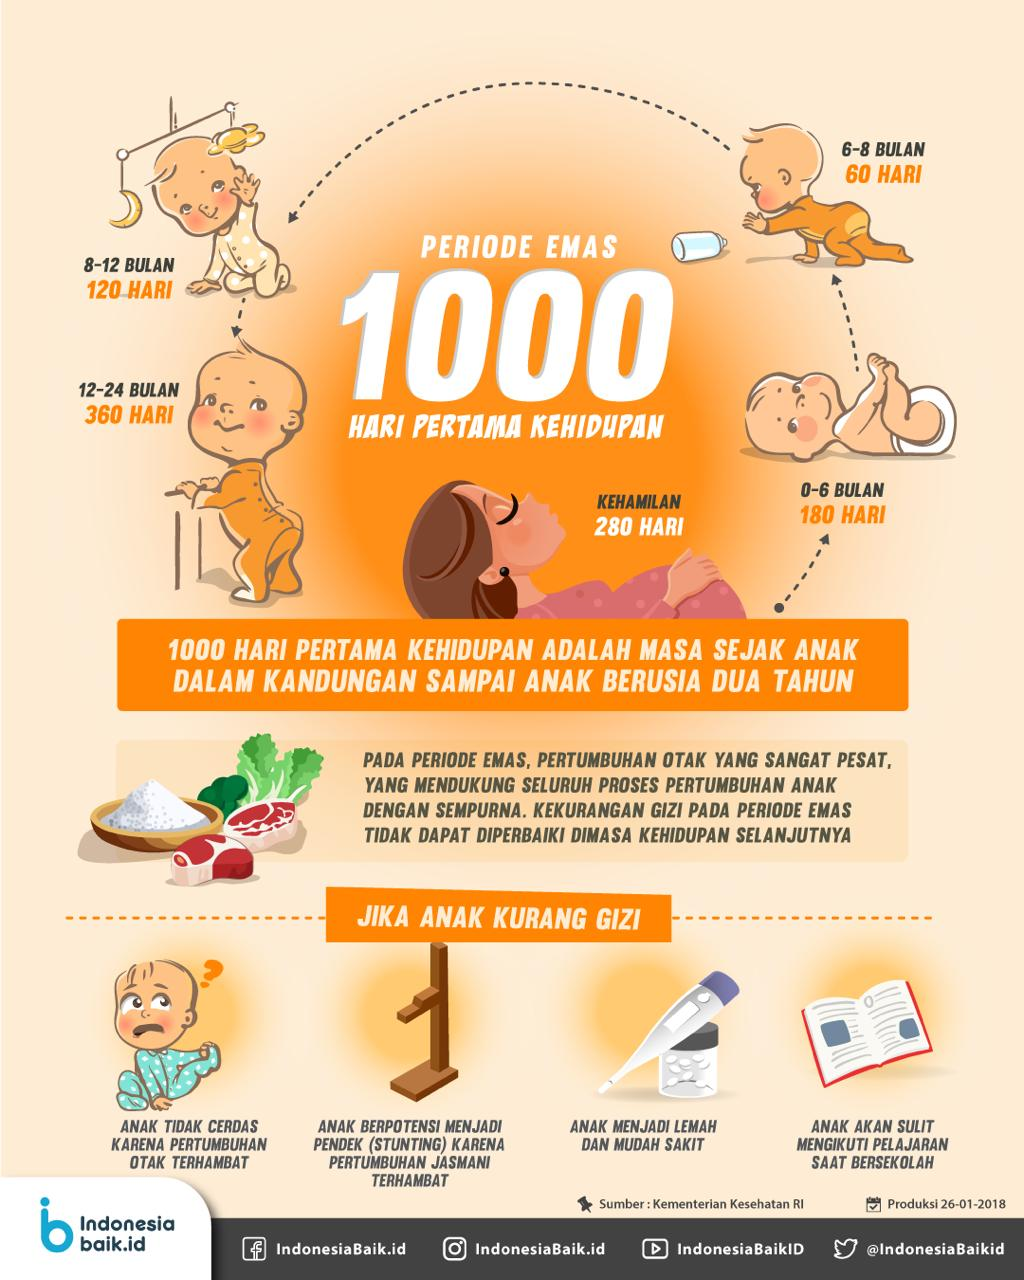 PERIODE EMAS
1000
HARI PERTAMA KEHIDUPAN
KEHAMILAN
280 HARI
0-6 BULAN
180 HARI
6-8 BULAN
60 HARI
8-12 BULAN
120 HARI
12-24 BULAN
360 HARI
1000 HARI PERTAMA KEHIDUPAN ADALAH MASA SEJAK ANAK
DALAM KANDUNGAN SAMPAI ANAK BERUSIA DUA TAHUN
PADA PERIODE EMAS, PERTUMBUHAN OTAK YANG SANGAT PESAT,
YANG MENDUKUNG SELURUH PROSES PERTUMBUHAN ANAK
DENGAN SEMPURNA. KEKURANGAN GIZI PADA PERIODE EMAS
TIDAK DAPAT DIPERBAIKI DIMASA KEHIDUPAN SELANJUTNYA
JIKA ANAK KURANG GIZI
?
ANAK TIDAK CERDAS
KARENA PERTUMBUHAN
OTAK TERHAMBAT
ANAK BERPOTENSI MENJADI
PENDEK (STUNTING) KARENA
PERTUMBUHAN JASMANI
TERHAMBAT
ANAK MENJADI LEMAH
DAN MUDAH SAKIT
ANAK AKAN SULIT
MENGIKUTI PELAJARAN
SAAT BERSEKOLAH
Sumber : Kementerian Kesehatan RI
Produksi 26-01-2018
Indonesia
baik.id
IndonesiaBaik.id
IndonesiaBaik.id
IndonesiaBaikID
@IndonesiaBaikid